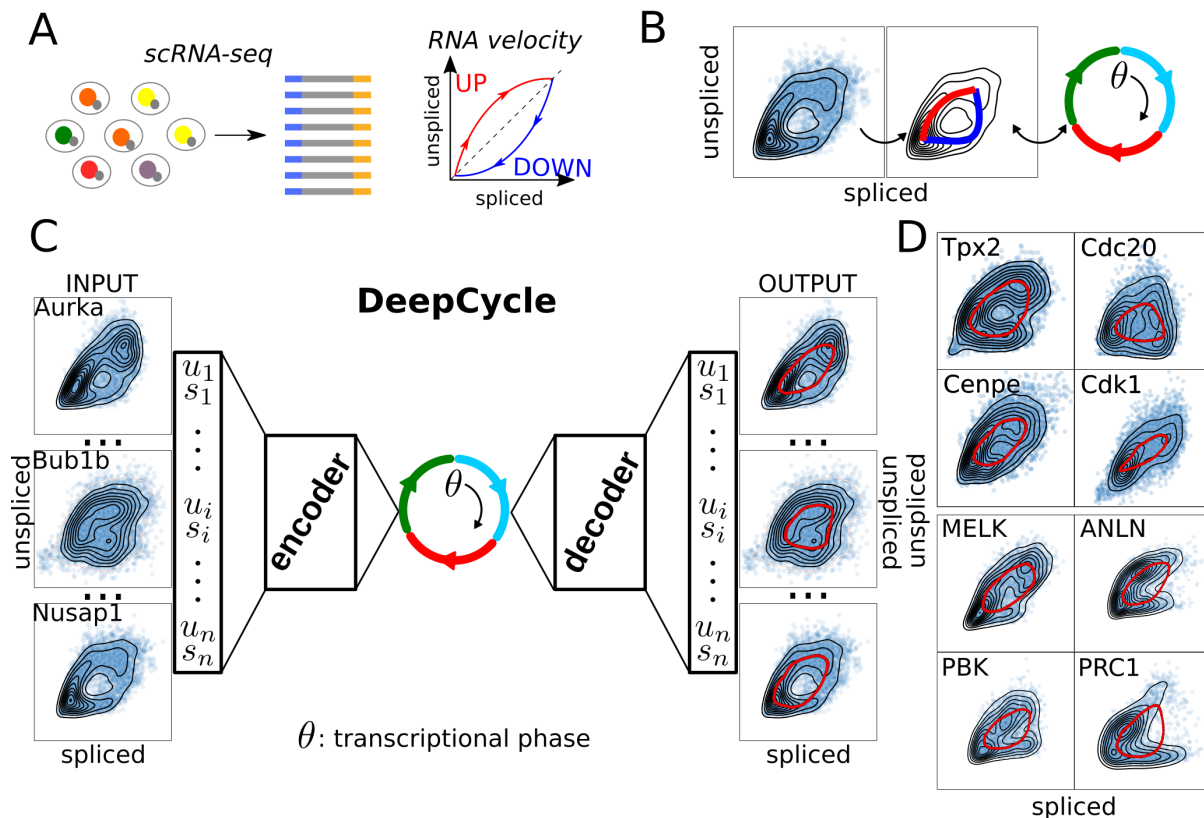 A
scRNA-seq
RNA velocity
UP
DOWN
unspliced
spliced
B
unspliced
spliced
θ
C
INPUT
DeepCycle
OUTPUT
Aurka
...
Bub1b
...
Nusap1
unspliced
spliced
u1
s1
.
.
.
ui
si
.
.
.
un
sn
encoder
θ
decoder
u1
s1
.
.
.
ui
si
.
.
.
un
sn
...
...
unspliced
spliced
θ: transcriptional phase
D
Tpx2
Cdc20
Cenpe
Cdk1
MELK
ANLN
PBK
PRC1
unspliced
spliced